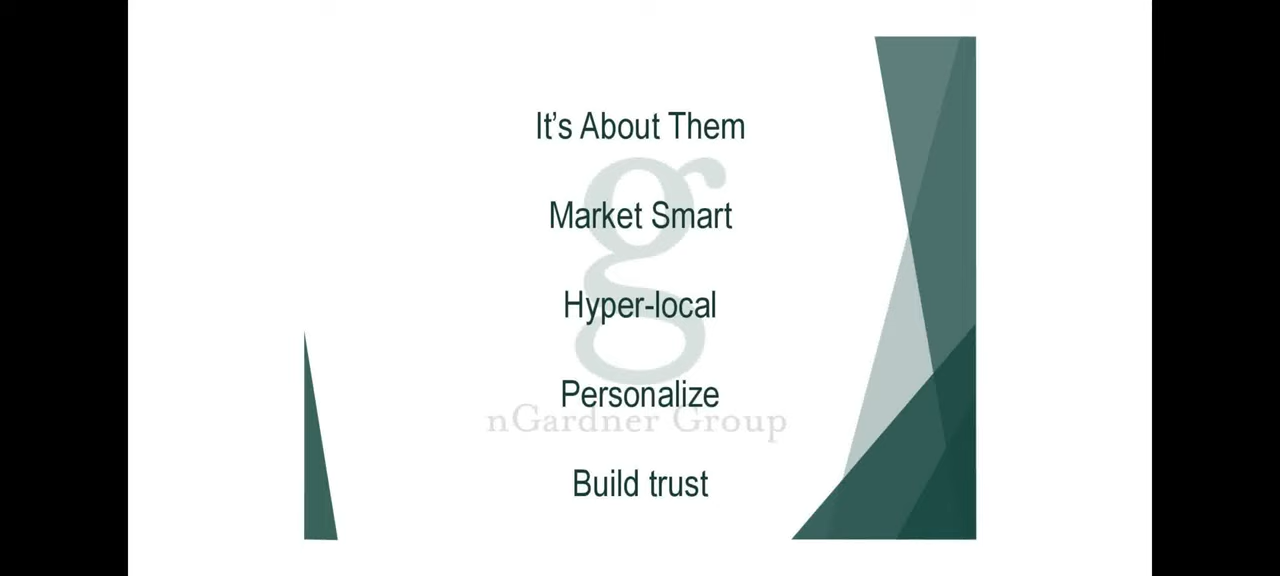 It's About Them
Market Smart
Hyper-local
Personalize
nGardner Group
Build trust